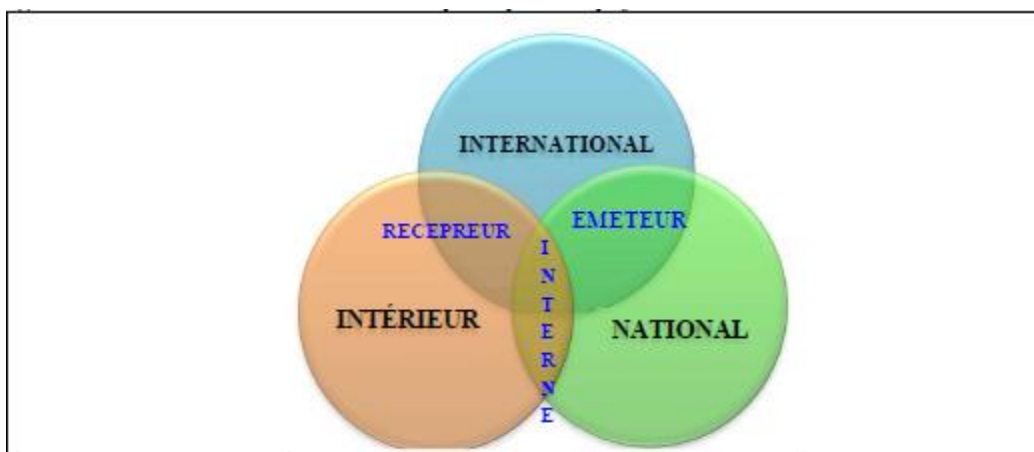 INTERNATIONAL
RECEPREUR
EMETEUR
INTERNE
INTÉRIEUR
NATIONAL